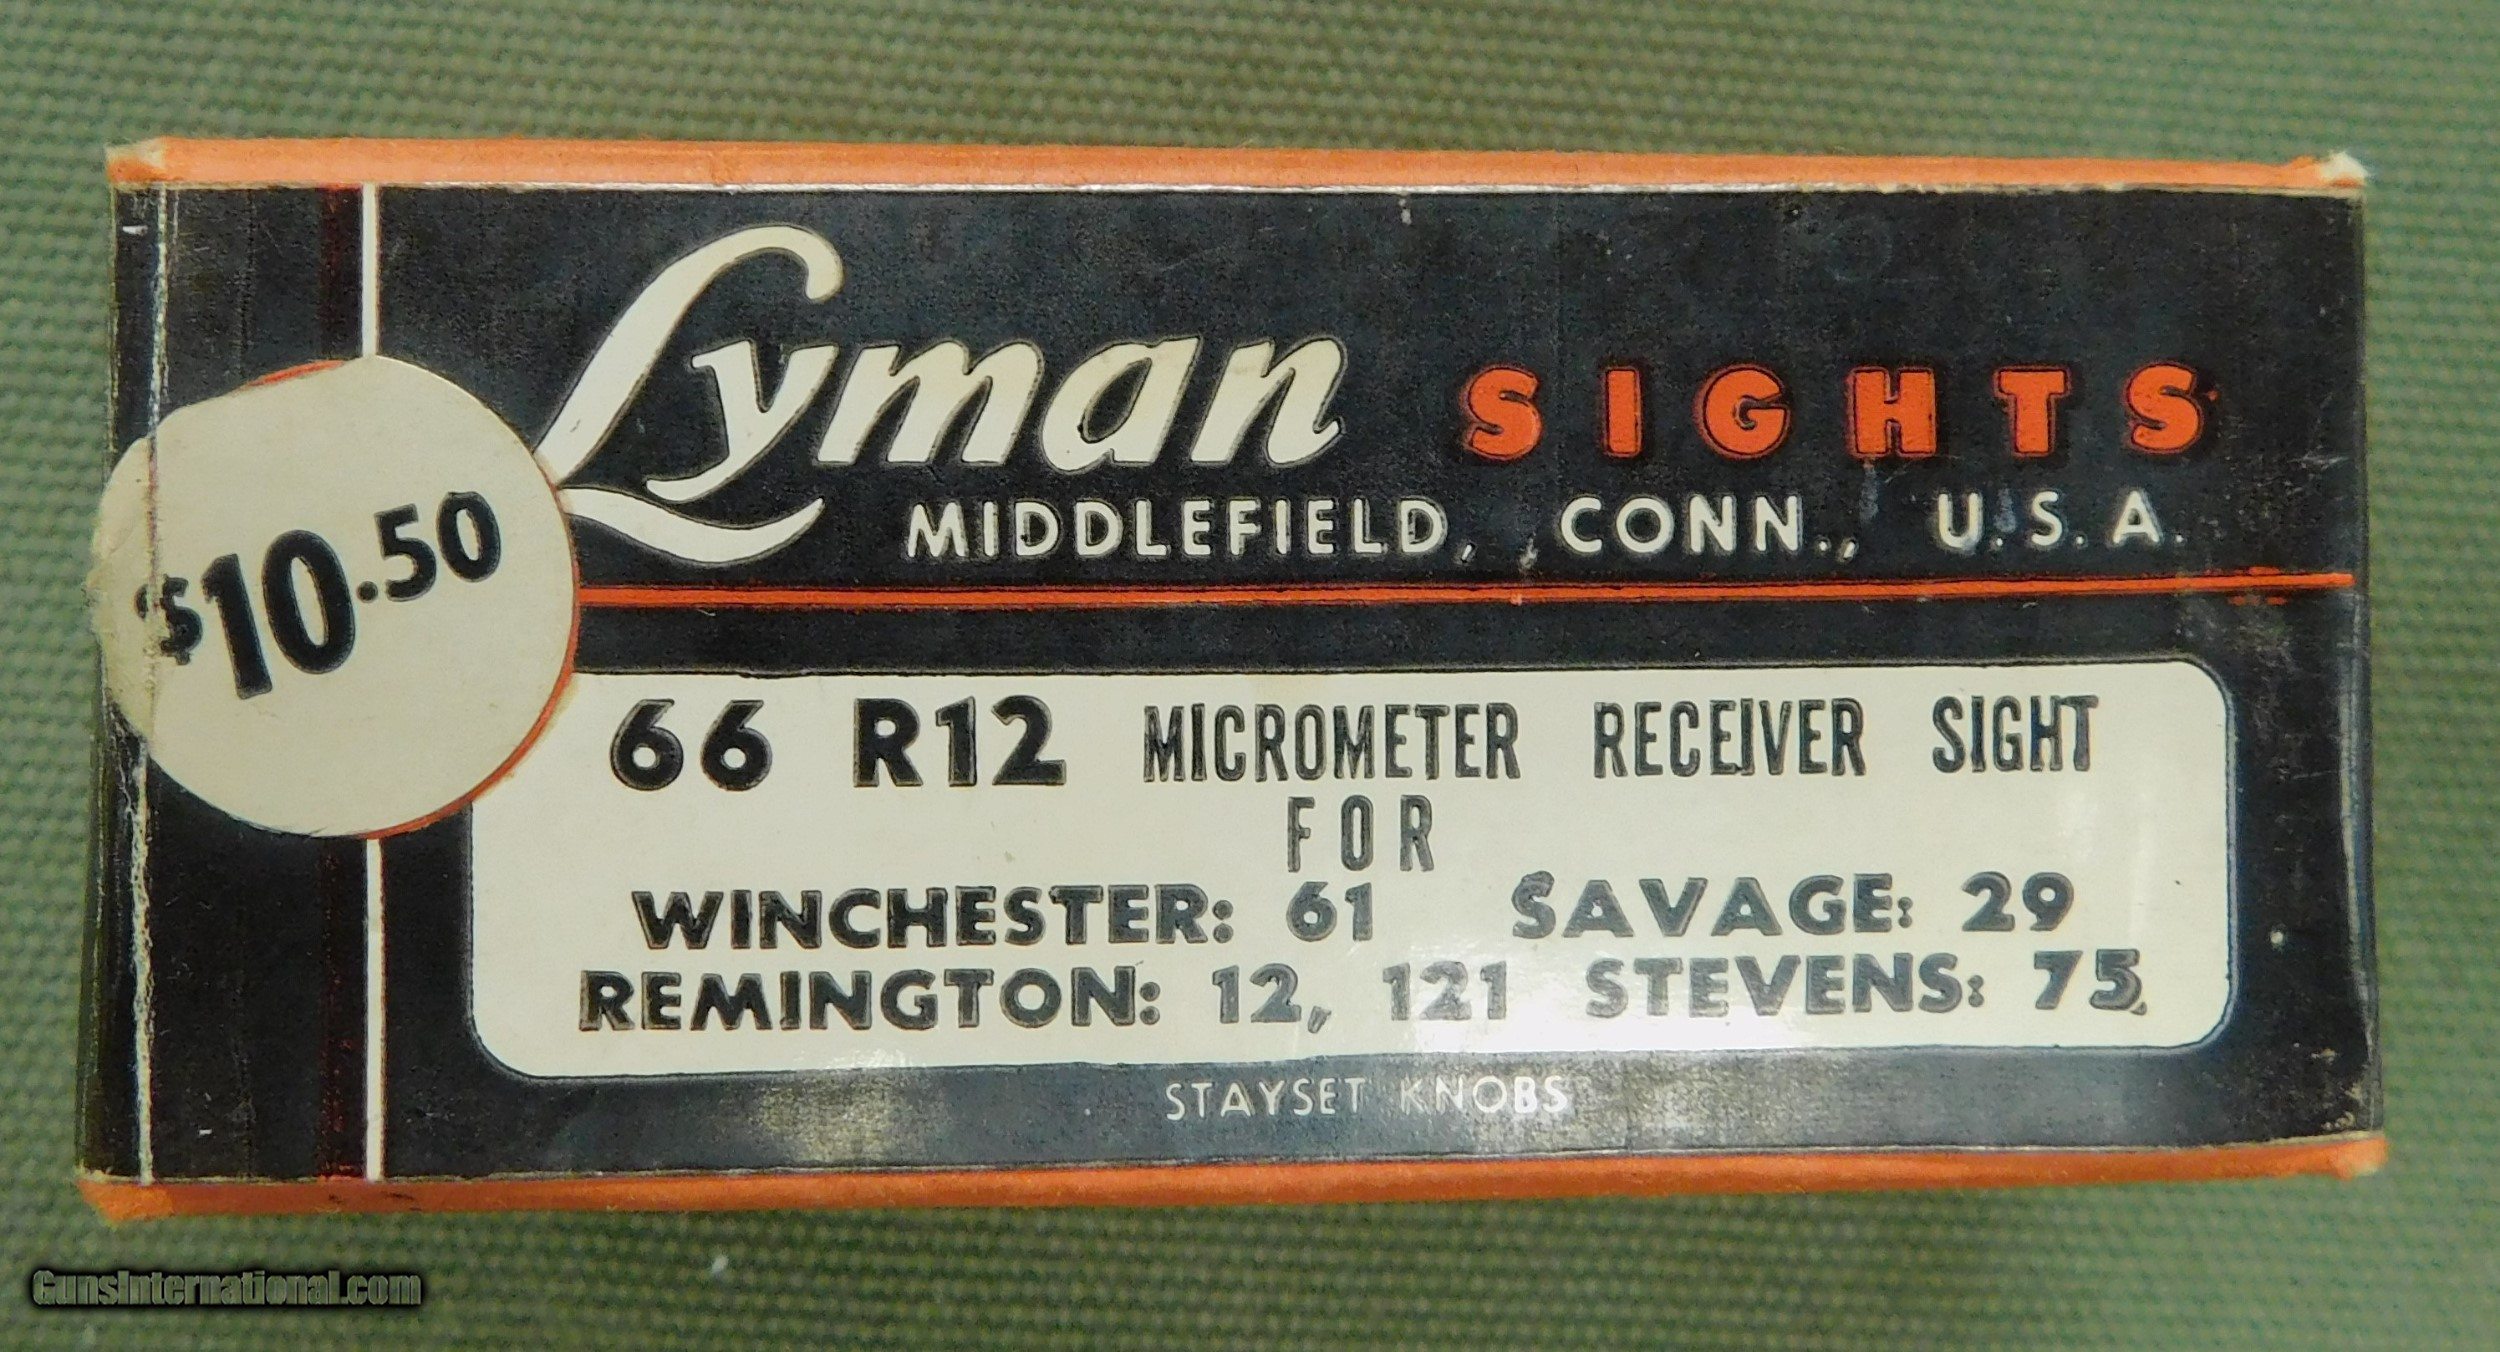 Lyman SIGHTS
MIDDLEFIELD, CONN., U.S.A.
$10.50
66 R12 MICROMETER RECEIVER SIGHT
FOR
WINCHESTER: 61 SAVAGE: 29
REMINGTON: 12, 121 STEVENS: 75
STAYSET KNOBS
GunsInternational.com